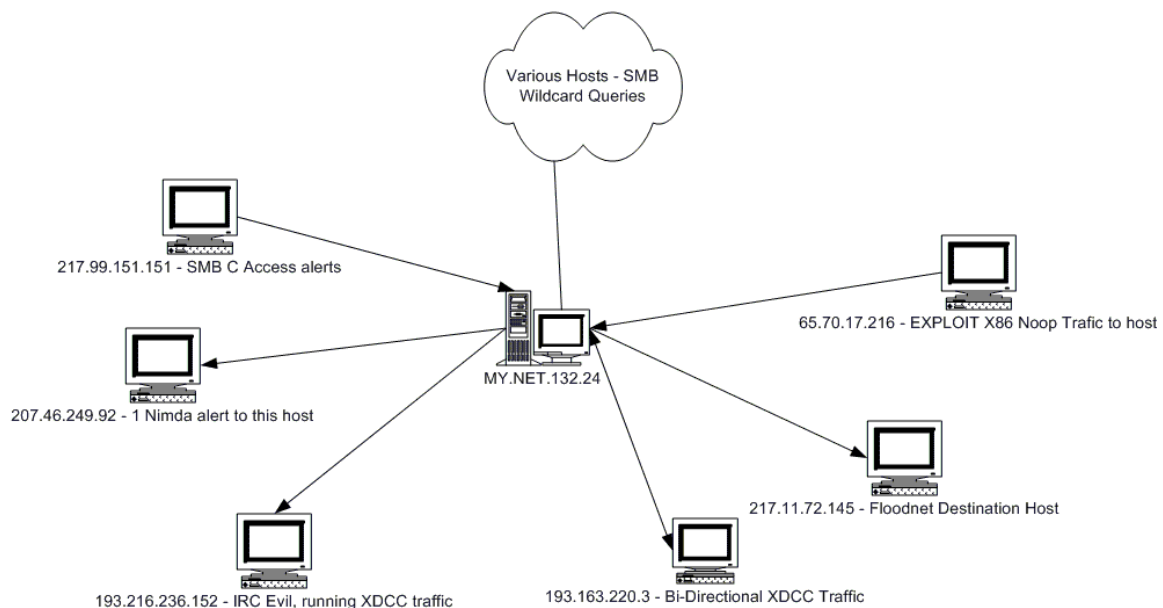 Various Hosts - SMB
Wildcard Queries
217.99.151.151 - SMB C Access alerts
65.70.17.216 - EXPLOIT X86 Noop Trafic to host
MY.NET.132.24
207.46.249.92 - 1 Nimda alert to this host
217.11.72.145 - Floodnet Destination Host
193.216.236.152 - IRC Evil, running XDCC traffic
193.163.220.3 - Bi-Directional XDCC Traffic